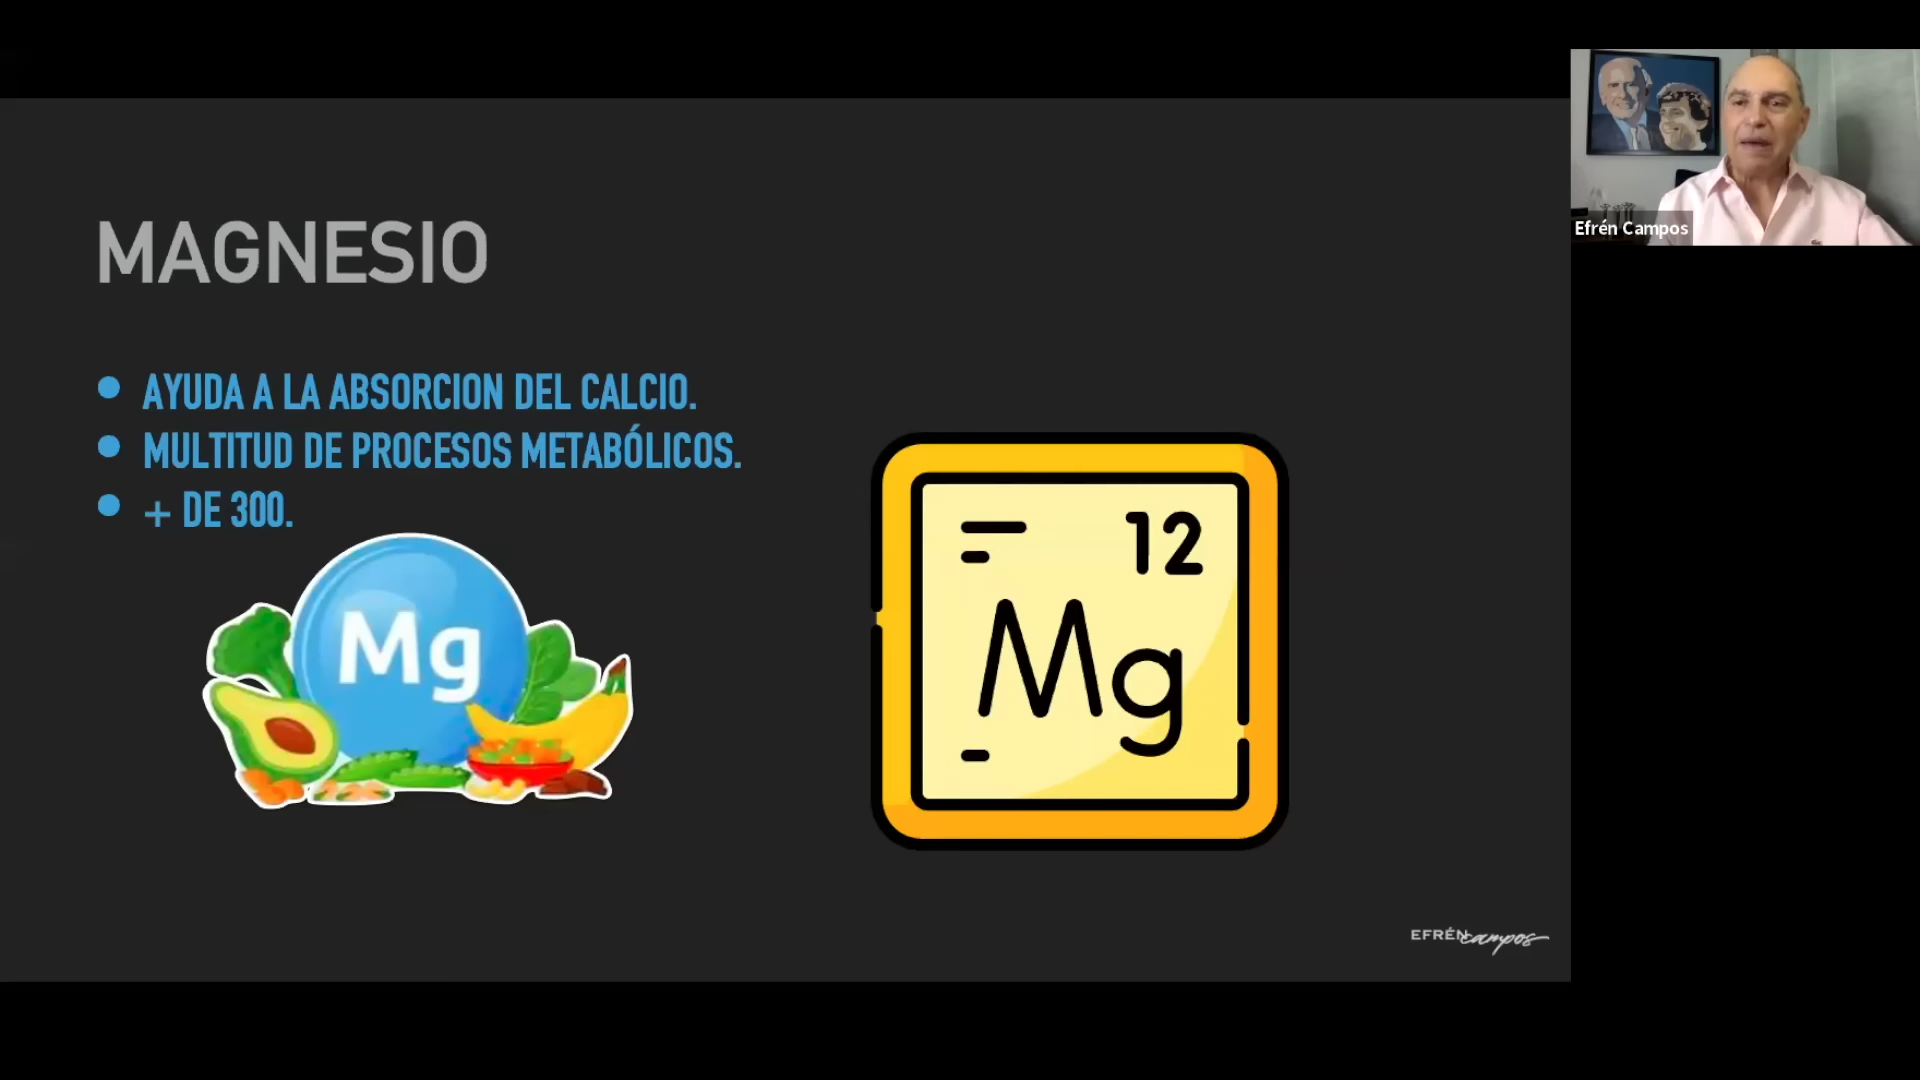 MAGNESIO
AYUDA A LA ABSORCION DEL CALCIO.
MULTITUD DE PROCESOS METABÓLICOS.
+ DE 300.
Mg
12
Mg
Efrén Campos
EFRÉN campos